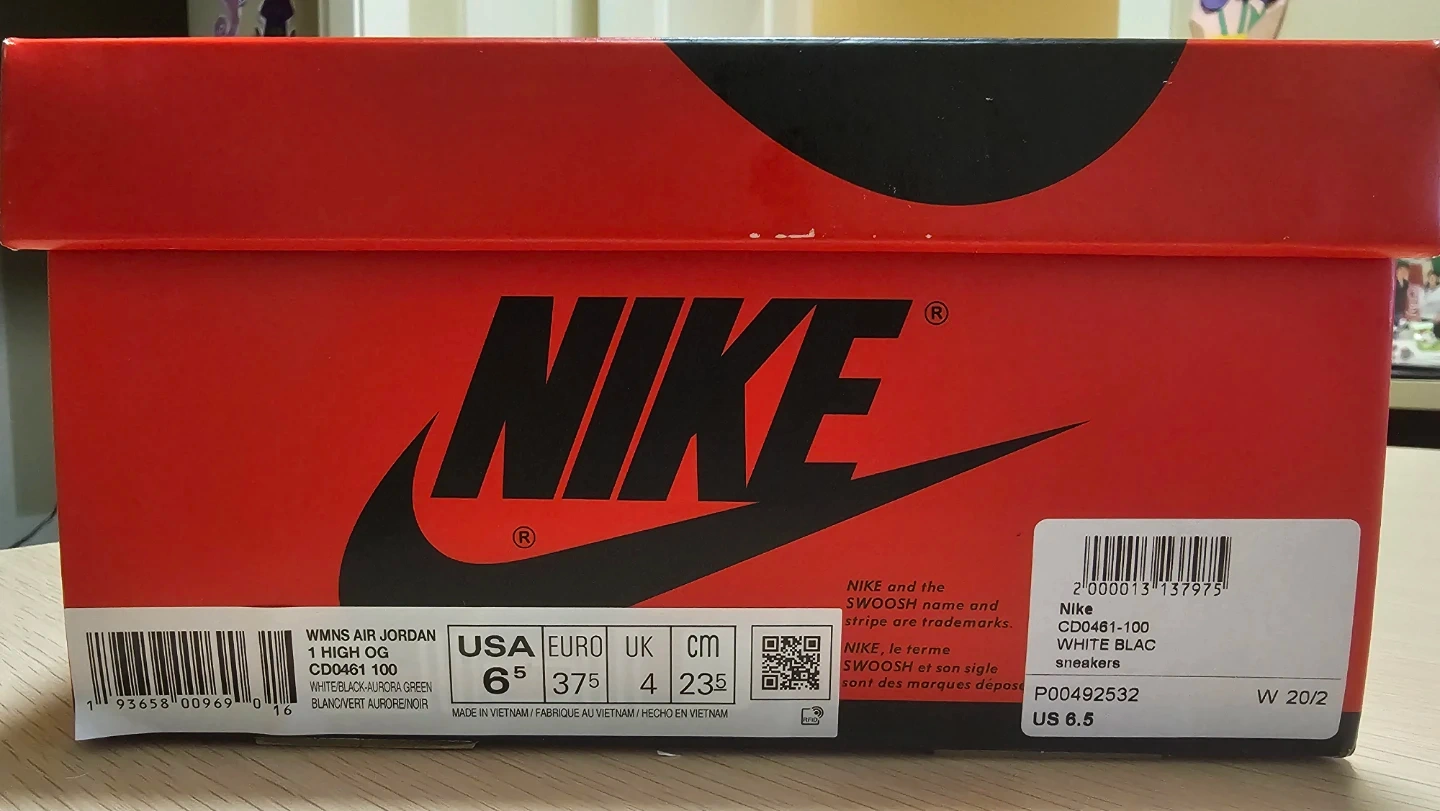 NIKE ®
®
NIKE and the
SWOOSH name and
stripe are trademarks.
NIKE, le terme
SWOOSH et son sigle
sont des marques dépose
WMNS AIR JORDAN
1 HIGH OG
CD0461 100
WHITE/BLACK-AURORA GREEN
BLANC/VERT AURORE/NOIR
1 93658 00969 0 16
USA EURO UK cm
6⁵ 37⁵ 4 23⁵
MADE IN VIETNAM / FABRIQUE AU VIETNAM / HECHO EN VIETNAM
RFID
2 000013 137975
Nike
CD0461-100
WHITE BLAC
sneakers
P00492532 W 20/2
US 6.5